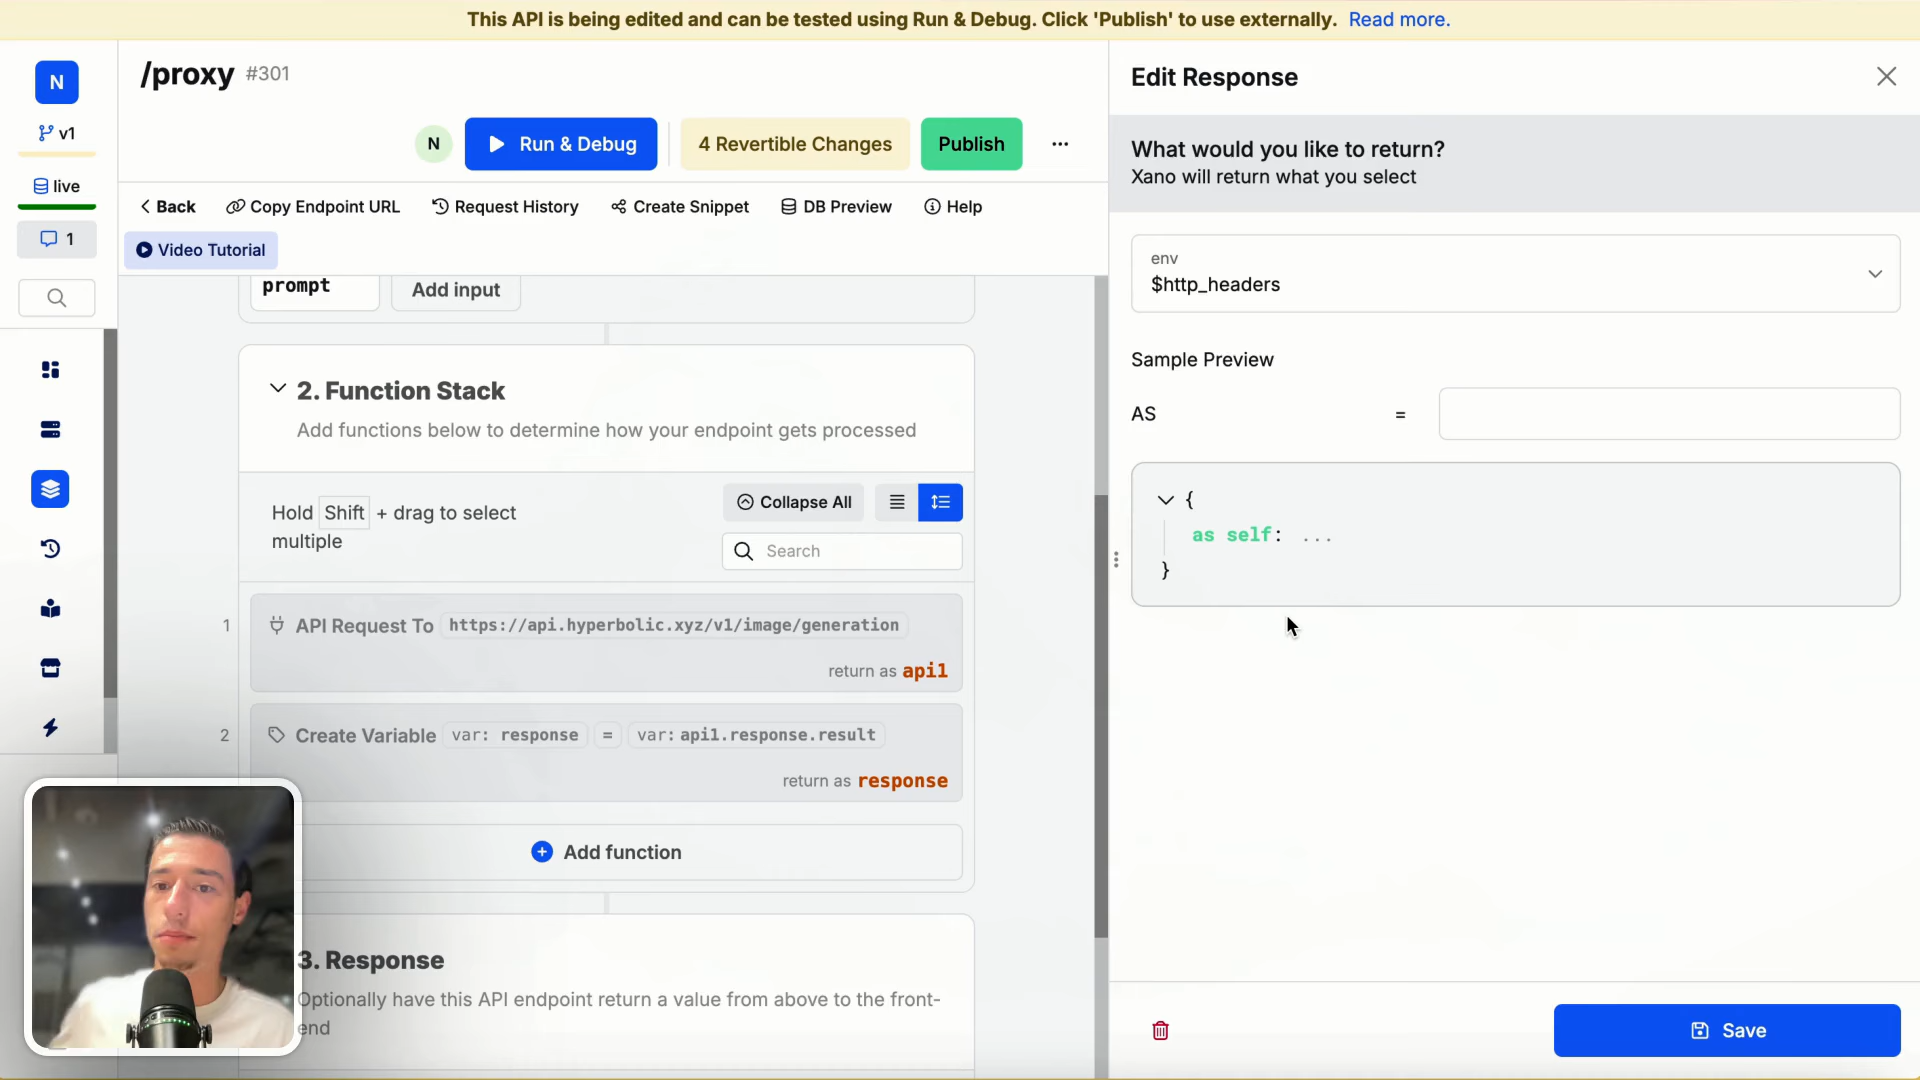 This API is being edited and can be tested using Run & Debug. Click 'Publish' to use externally. Read more.
N
v1
live
1
/proxy #301
N
Run & Debug
4 Revertible Changes
Publish
Back
Copy Endpoint URL
Request History
Create Snippet
DB Preview
Help
Video Tutorial
prompt
Add input
2. Function Stack
Add functions below to determine how your endpoint gets processed
Hold Shift + drag to select
multiple
Collapse All
Search
1
API Request To https://api.hyperbolic.xyz/v1/image/generation
return as api1
2
Create Variable var: response = var: api1.response.result
return as response
Add function
3. Response
Optionally have this API endpoint return a value from above to the front-
end
Edit Response
What would you like to return?
Xano will return what you select
env
$http_headers
Sample Preview
AS =
{
as self: ...
}
Save